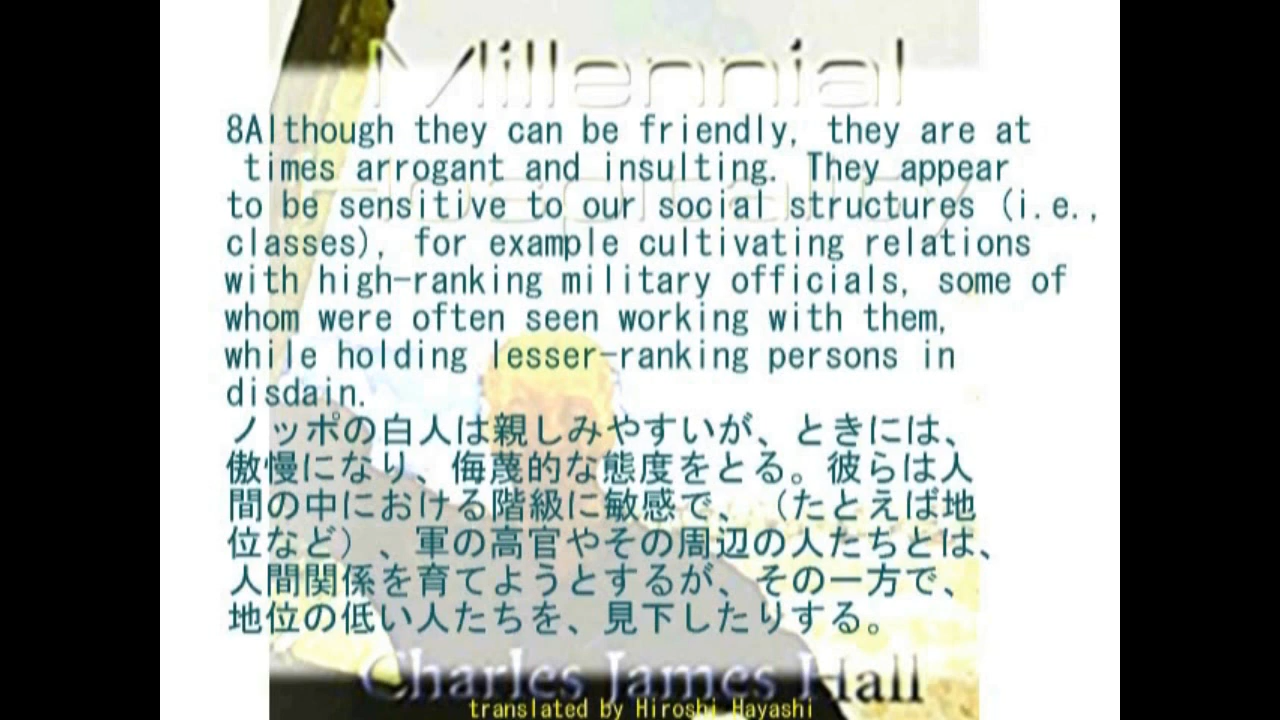 Millennial
Hospitality
8Although they can be friendly, they are at
times arrogant and insulting. They appear
to be sensitive to our social structures (i.e.,
classes), for example cultivating relations
with high-ranking military officials, some of
whom were often seen working with them,
while holding lesser-ranking persons in
disdain.
ノッポの白人は親しみやすいが、ときには、
傲慢になり、侮蔑的な態度をとる。彼らは人
間の中における階級に敏感で、（たとえば地
位など）、軍の高官やその周辺の人たちとは、
人間関係を育てようとするが、その一方で、
地位の低い人たちを、見下したりする。
Charles James Hall
translated by Hiroshi Hayashi